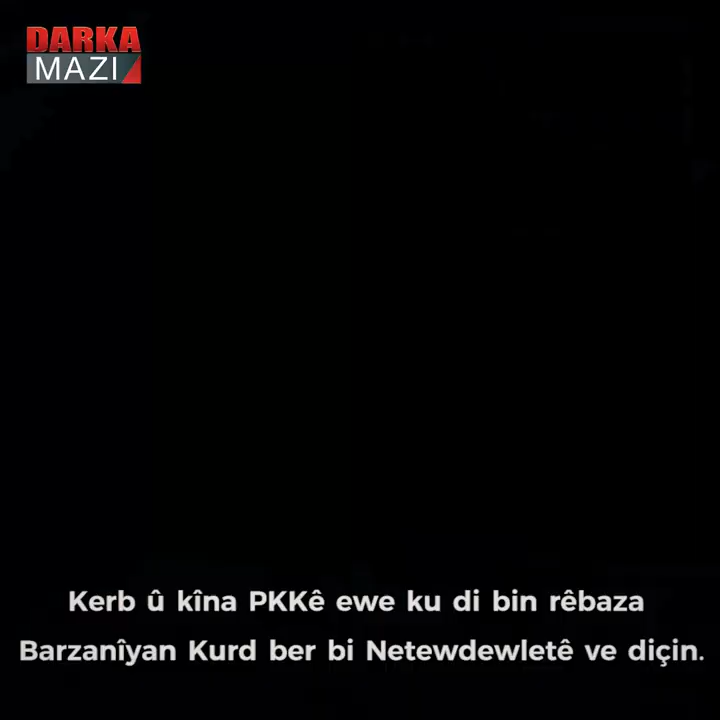 DARKA
MAZI
Kerb û kîna PKKê ewe ku di bin rêbaza
Barzanîyan Kurd ber bi Netewdewletê ve diçin.